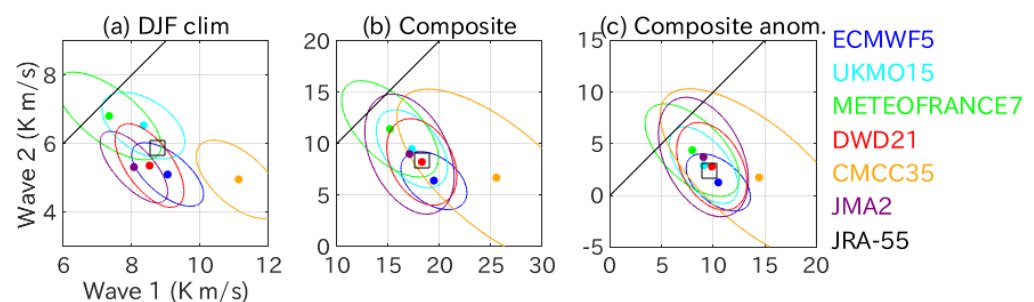 (a) DJF clim
(b) Composite
(c) Composite anom.
Wave 2 (K m/s)
8
6
4
6
8
10
12
Wave 1 (K m/s)
20
15
10
5
0
10
15
20
25
30
15
10
5
0
-5
0
5
10
15
20
ECMWF5
UKMO15
METEOFRANCE7
DWD21
CMCC35
JMA2
JRA-55